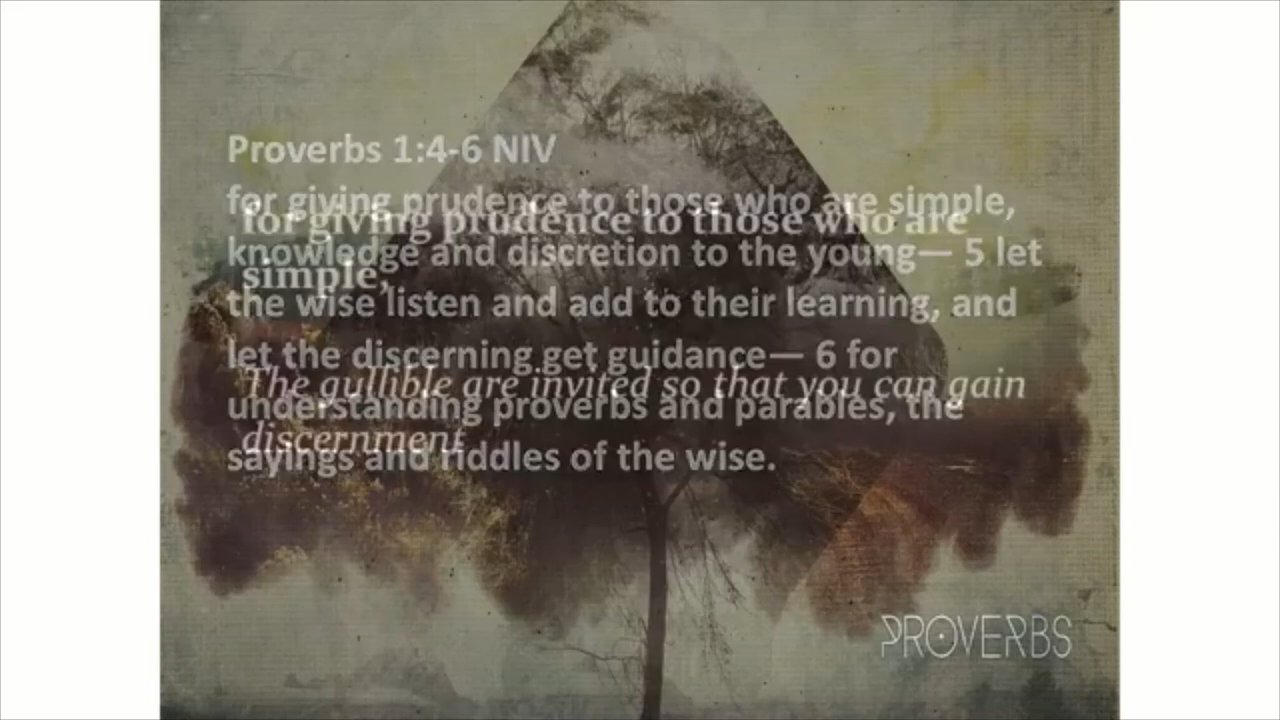 Proverbs 1:4-6 NIV
for giving prudence to those who are simple,
knowledge and discretion to the young— 5 let
the wise listen and add to their learning, and
let the discerning get guidance— 6 for
understanding proverbs and parables, the
sayings and riddles of the wise.
for giving prudence to those who are
simple,
The gullible are invited so that you can gain
discernment
PROVERBS